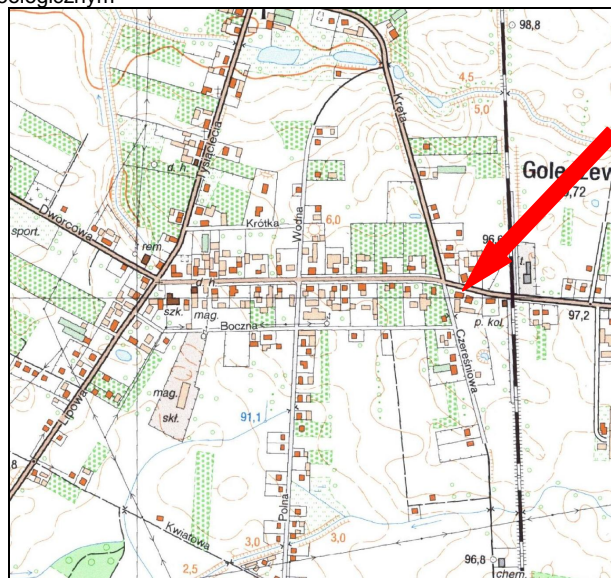 98,8
4,5
5,0
Kręta
Tysiąclecia
d. h.
72
Dworcowa
sport.
Krótka
Wodna
6,0
rem.
t.
d. h.
szk.
mag.
p. kol.
97,2
Boczna
Czereśniowa
mag.
skł.
Lipowa
91,1
8
Polna
Kwiatowa
3,0
3,0
2,5
96,8
chem.